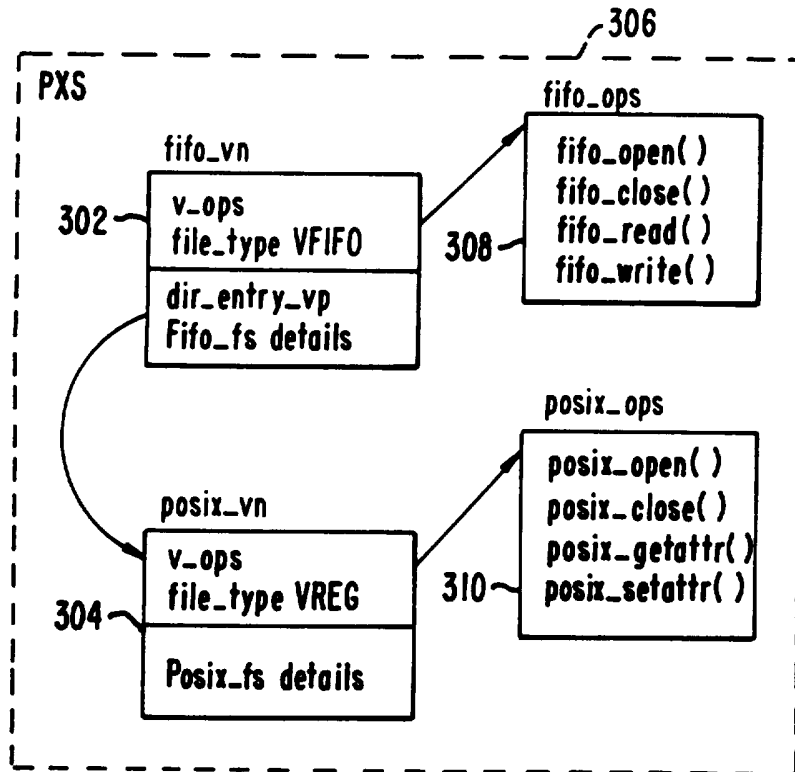 306
PXS
fifo_vn
302
v_ops
file_type VFIFO
dir_entry_vp
Fifo_fs details
fifo_ops
308
fifo_open()
fifo_close()
fifo_read()
fifo_write()
posix_vn
304
v_ops
file_type VREG
Posix_fs details
posix_ops
310
posix_open()
posix_close()
posix_getattr()
posix_setattr()